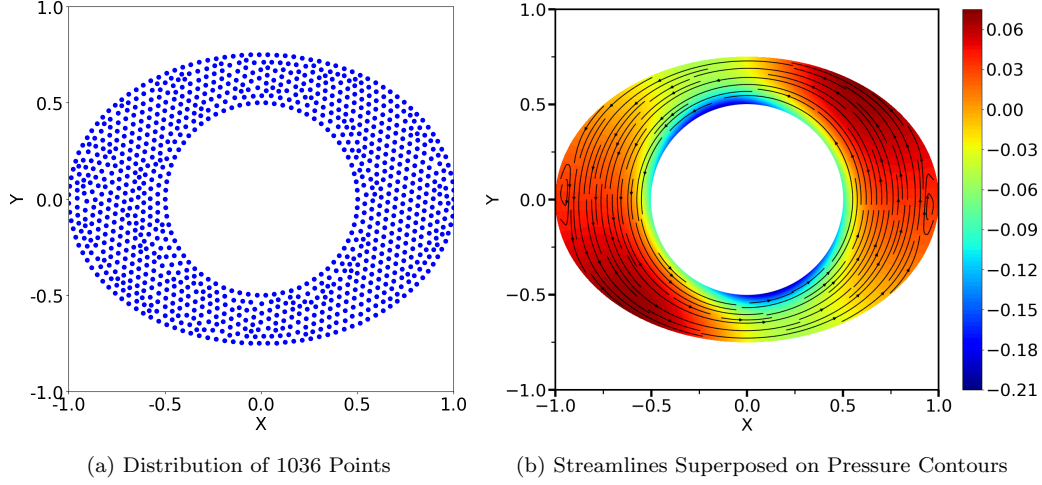 1.0
0.5
0.0
-0.5
-1.0
Y
-1.0 -0.5 0.0 0.5 1.0
X
1.0
0.5
0.0
−0.5
−1.0
Y
−1.0 −0.5 0.0 0.5 1.0
X
0.06
0.03
0.00
−0.03
−0.06
−0.09
−0.12
−0.15
−0.18
−0.21
(a) Distribution of 1036 Points
(b) Streamlines Superposed on Pressure Contours